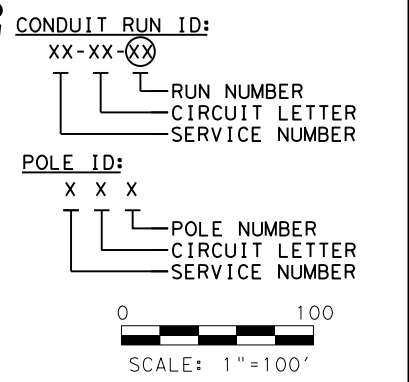 CONDUIT RUN ID:
XX-XX-XX
RUN NUMBER
CIRCUIT LETTER
SERVICE NUMBER
POLE ID:
X X X
POLE NUMBER
CIRCUIT LETTER
SERVICE NUMBER
0 100
SCALE: 1"=100'